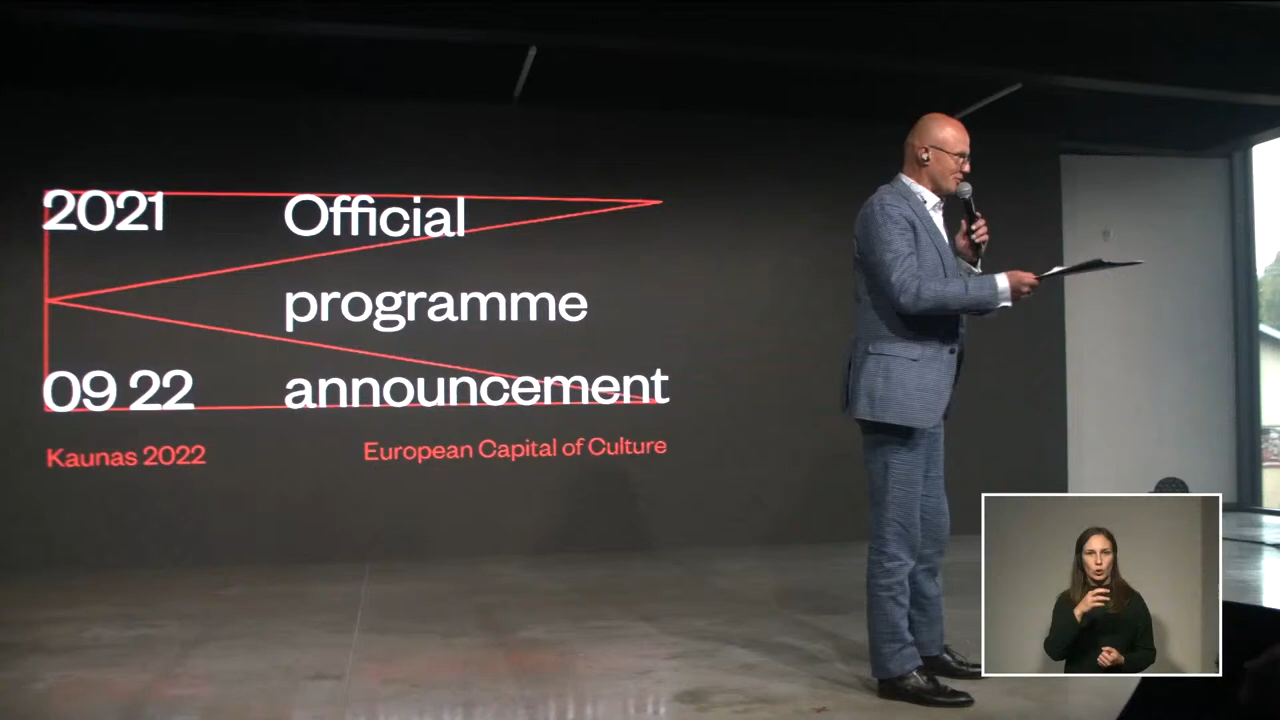 2021 Official
programme
09 22 announcement
Kaunas 2022 European Capital of Culture